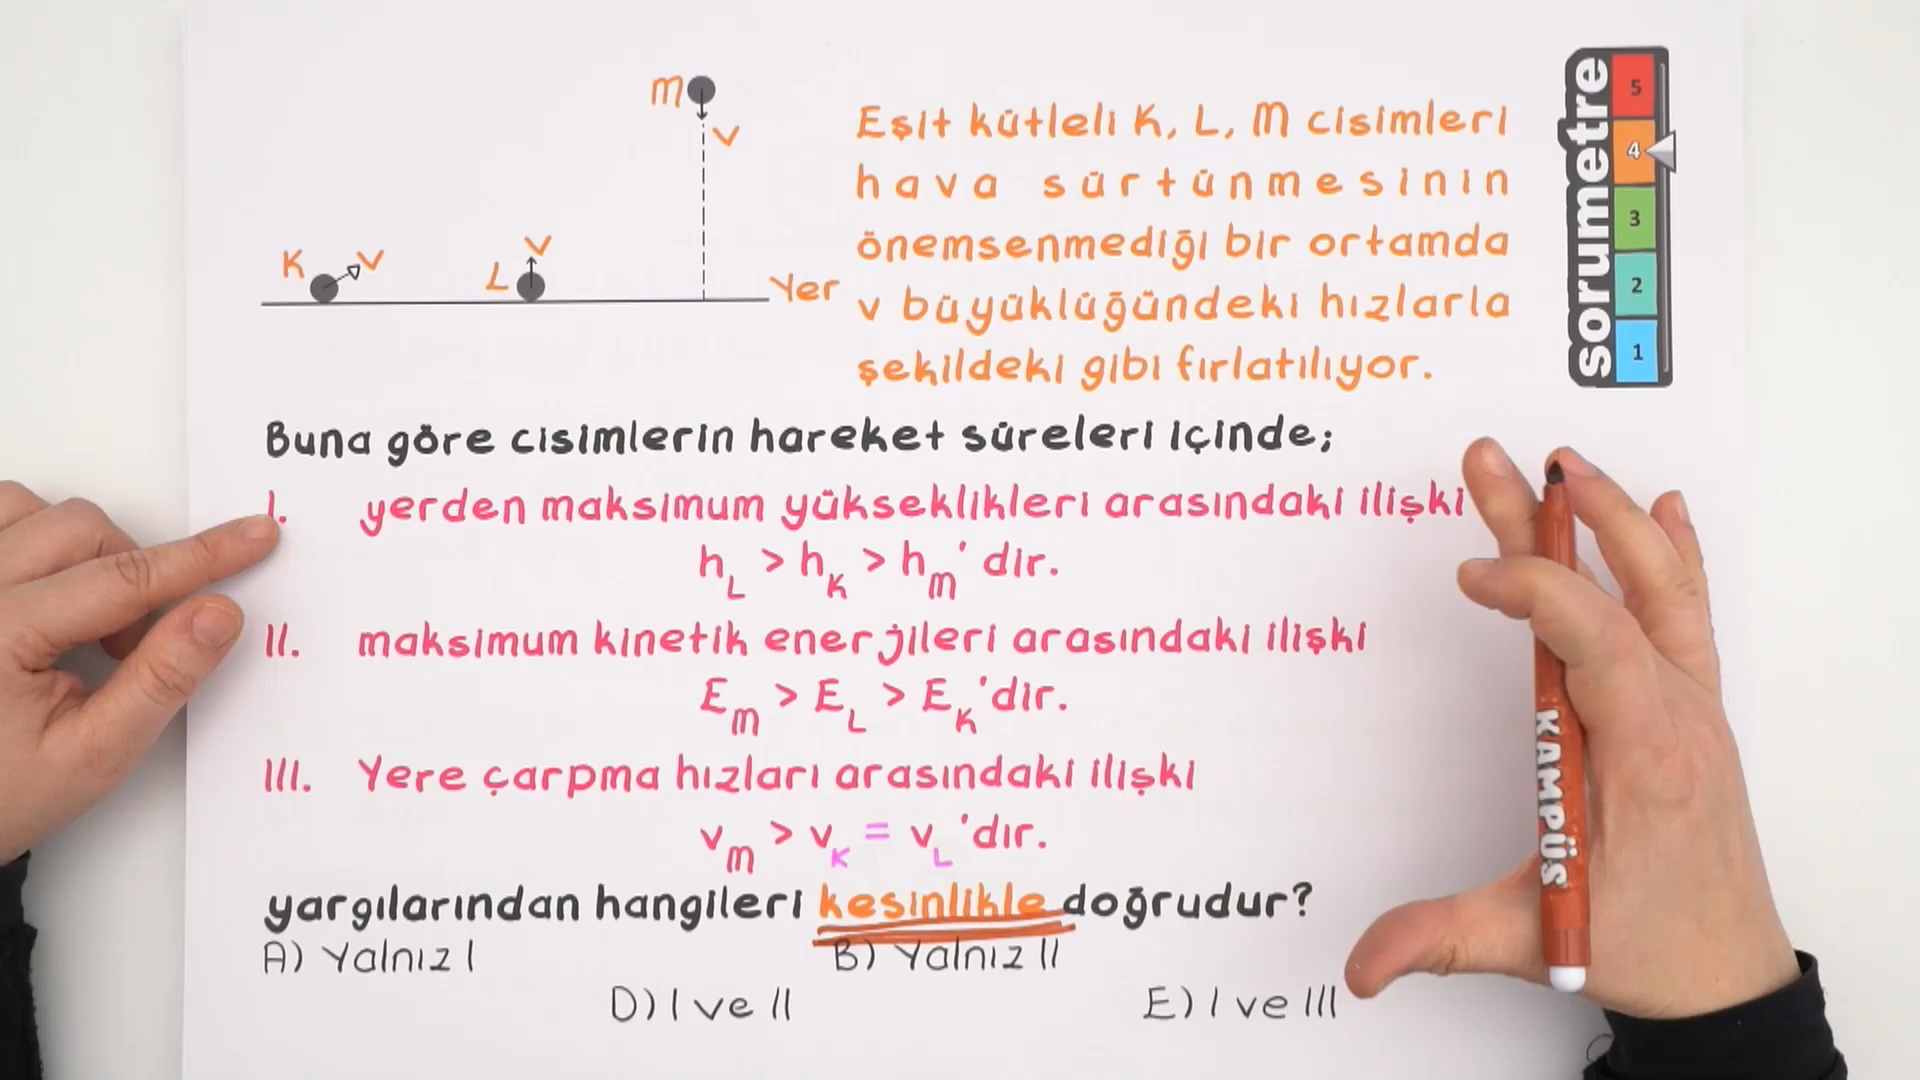 M
V
K V
L V
Yer
Eşit kütleli K, L, M cisimleri
hava sürtünmesinin
önemsenmediği bir ortamda
v büyüklüğündeki hızlarla
şekildeki gibi fırlatılıyor.
sorumetre
5
4
3
2
1
Buna göre cisimlerin hareket süreleri içinde;
I. yerden maksimum yükseklikleri arasındaki ilişki
h_L > h_K > h_M'dir.
II. maksimum kinetik enerjileri arasındaki ilişki
E_M > E_L > E_K'dir.
III. Yere çarpma hızları arasındaki ilişki
v_M > v_K = v_L'dır.
yargılarından hangileri kesinlikle doğrudur?
A) Yalnız I B) Yalnız II
D) I ve II E) I ve III
KAMPÜS